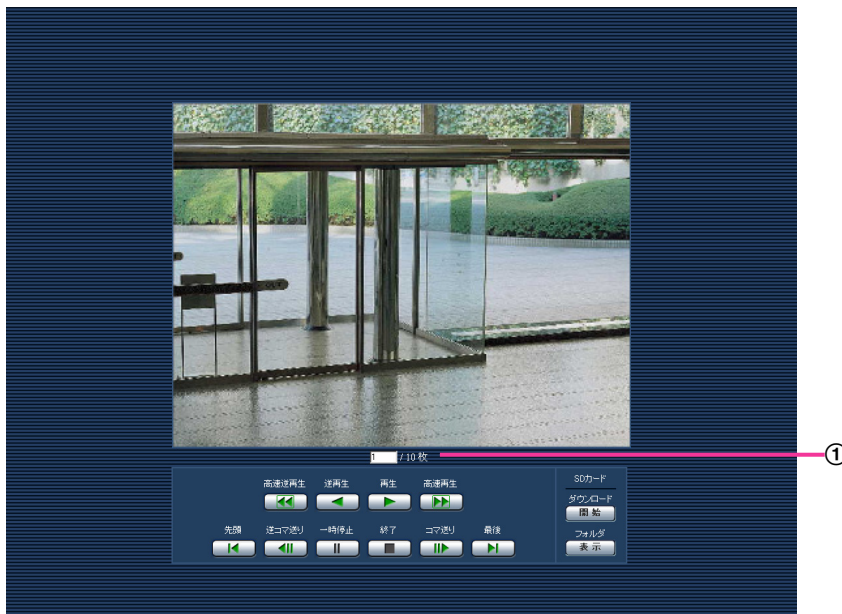 1 / 10 枚
①
高速逆再生 逆再生 再生 高速再生
先頭 逆コマ送り 一時停止 終了 コマ送り 最後
SDカード
ダウンロード
開始
フォルダ
表示